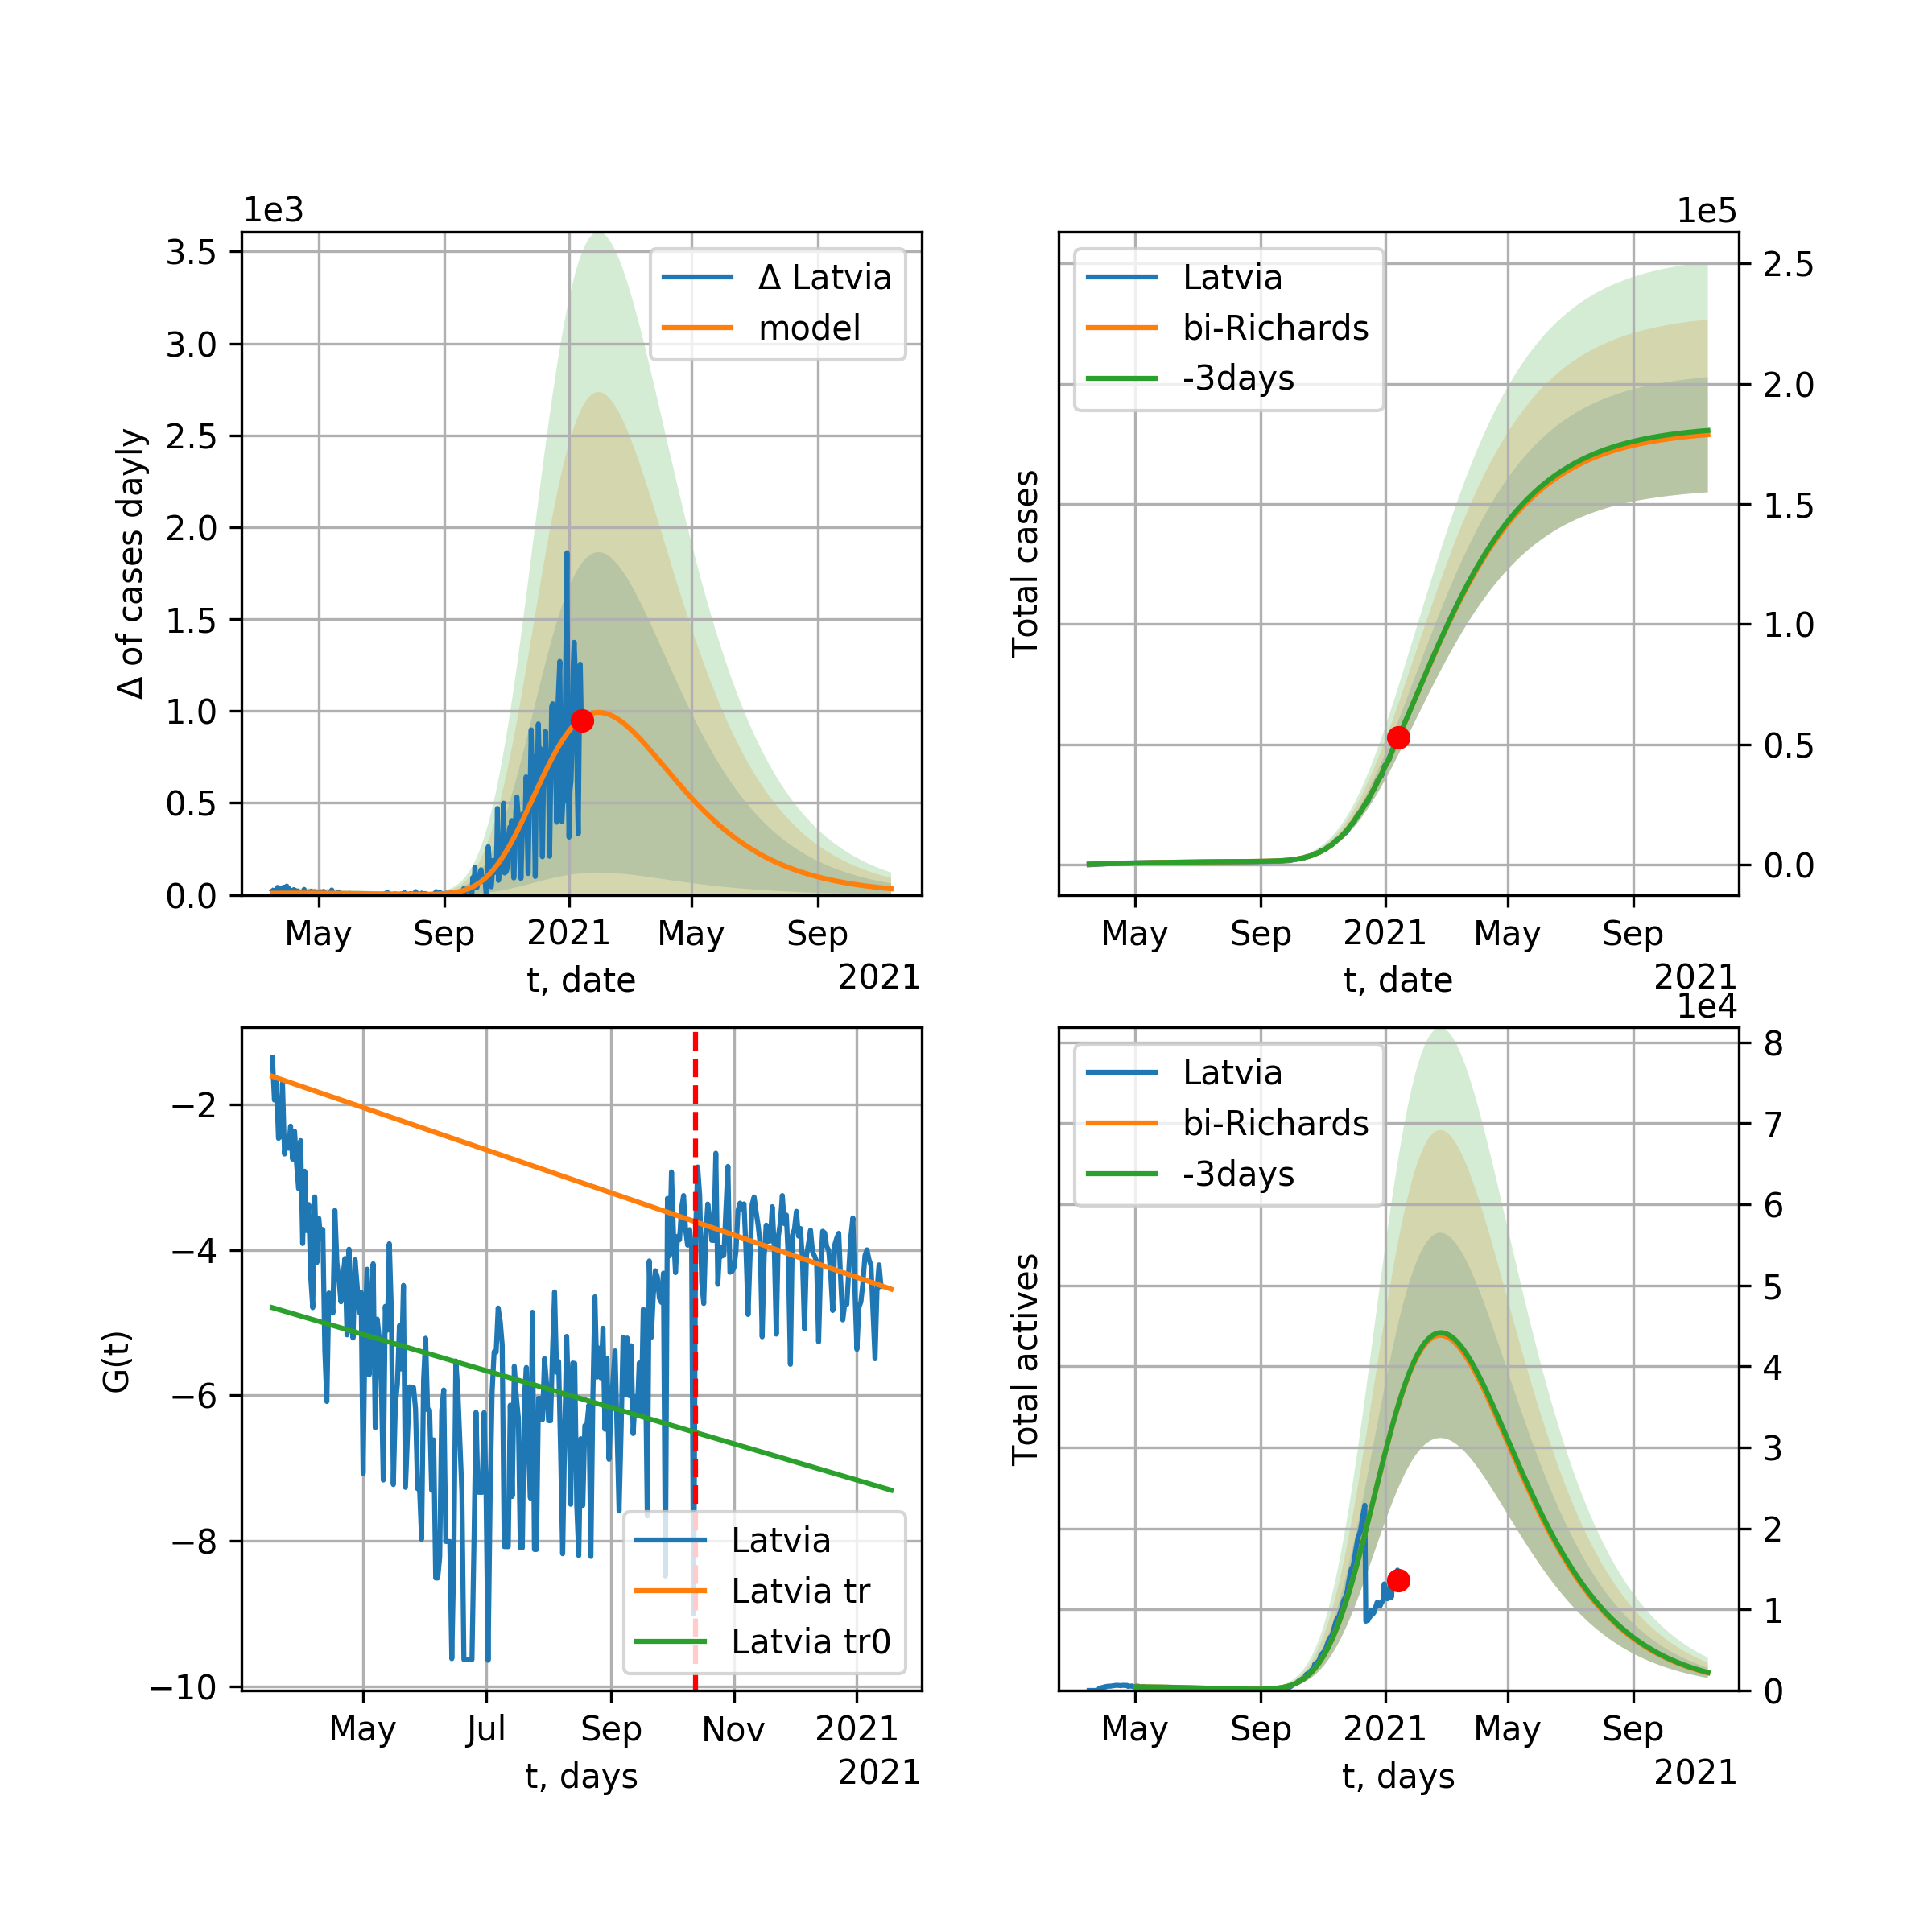 1e3
3.5
3.0
2.5
2.0
1.5
1.0
0.5
0.0
Δ of cases dayly
Δ Latvia
model
May Sep 2021 May Sep
t, date
2021
1e5
2.5
2.0
1.5
1.0
0.5
0.0
Total cases
Latvia
bi-Richards
-3days
May Sep 2021 May Sep
t, date
2021
−2
−4
−6
−8
−10
G(t)
Latvia
Latvia tr
Latvia tr0
May Jul Sep Nov 2021
t, days
2021
1e4
8
7
6
5
4
3
2
1
0
Total actives
Latvia
bi-Richards
-3days
May Sep 2021 May Sep
t, days
2021